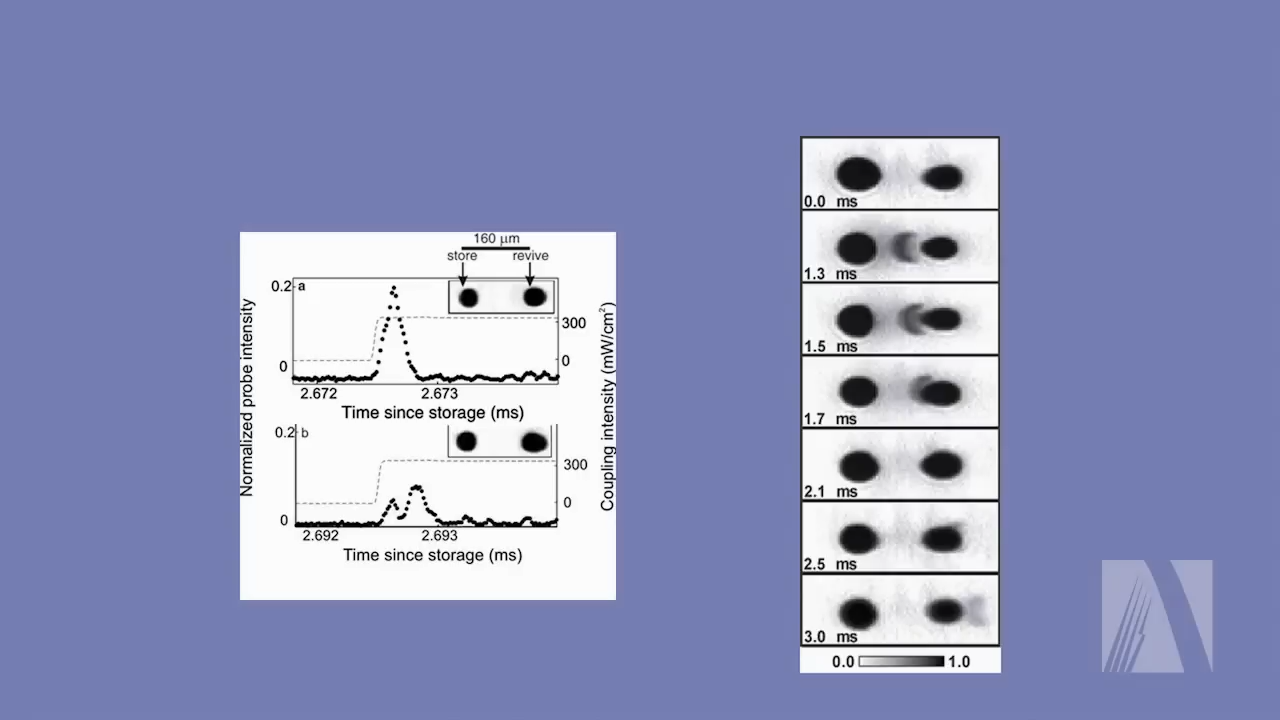 160 μm
store revive
0.2 a
Normalized probe intensity
300
Coupling intensity (mW/cm²)
0
0
2.672 2.673
Time since storage (ms)
0.2 b
300
0
0
2.692 2.693
Time since storage (ms)
0.0 ms
1.3 ms
1.5 ms
1.7 ms
2.1 ms
2.5 ms
3.0 ms
0.0 1.0